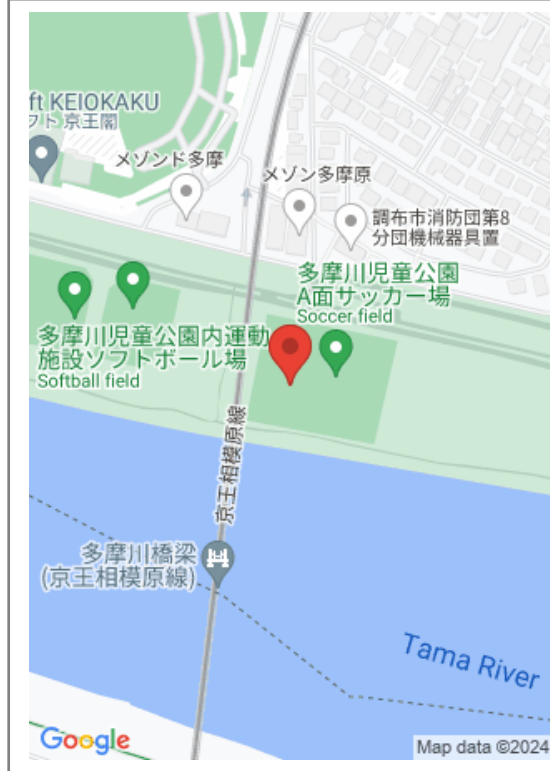 ft KEIOKAKU
フト 京王閣
メゾンド多摩
メゾン多摩原
調布市消防団第8
分団機械器具置
多摩川児童公園
A面サッカー場
Soccer field
多摩川児童公園内運動
施設ソフトボール場
Softball field
京王相模原線
多摩川橋梁
(京王相模原線)
Tama River
Google
Map data ©2024